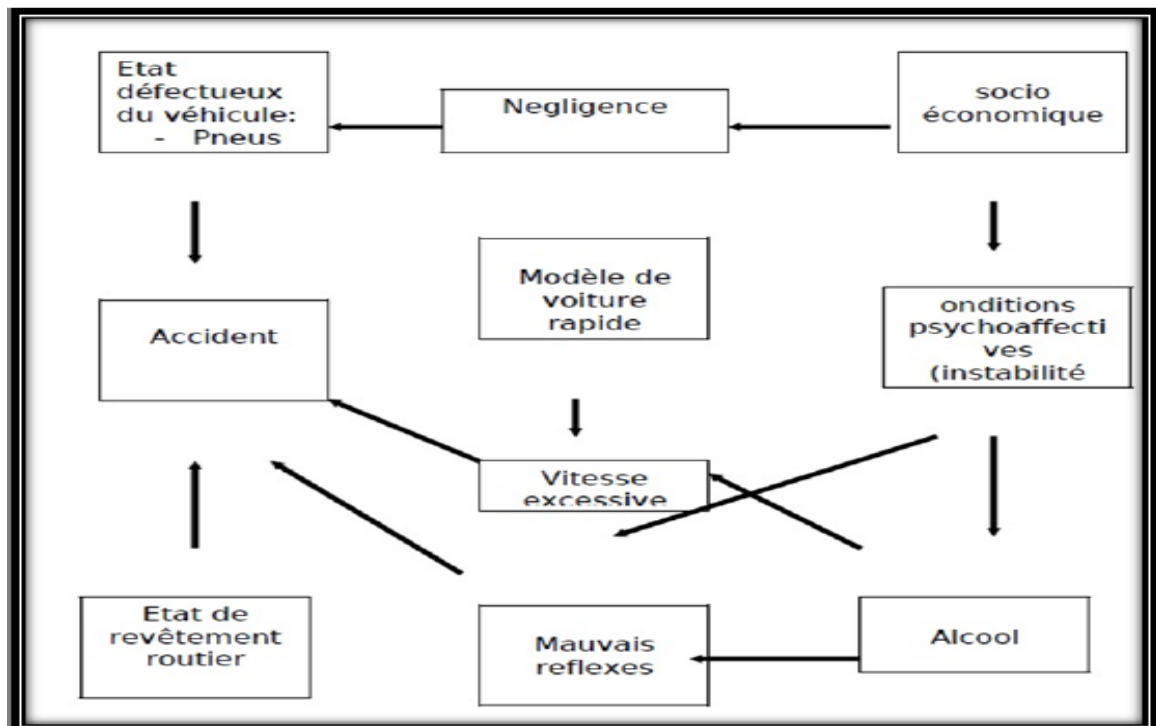 Etat
défectueux
du véhicule:
- Pneus
Negligence
socio
économique
Modèle de
voiture
rapide
Accident
onditions
psychoaffecti
ves
(instabilité
Vitesse
excessive
Etat de
revêtement
routier
Mauvais
reflexes
Alcool